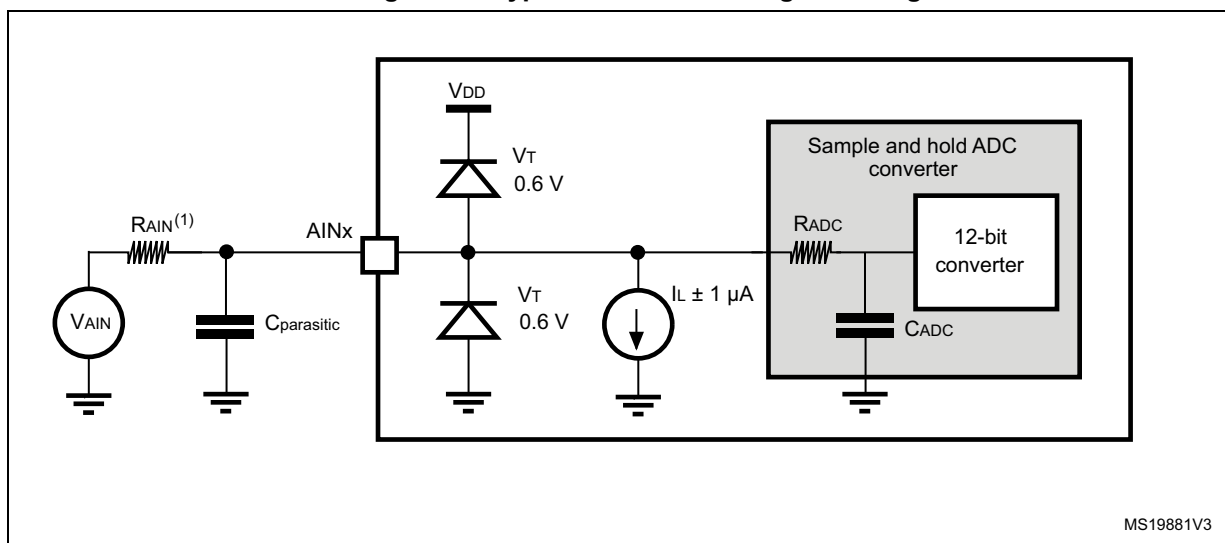 VDD
Sample and hold ADC
converter
VT
0.6 V
RAIN(1)
AINx
RADC
12-bit
converter
VT
0.6 V
IL ± 1 µA
VAIN
Cparasitic
CADC
MS19881V3